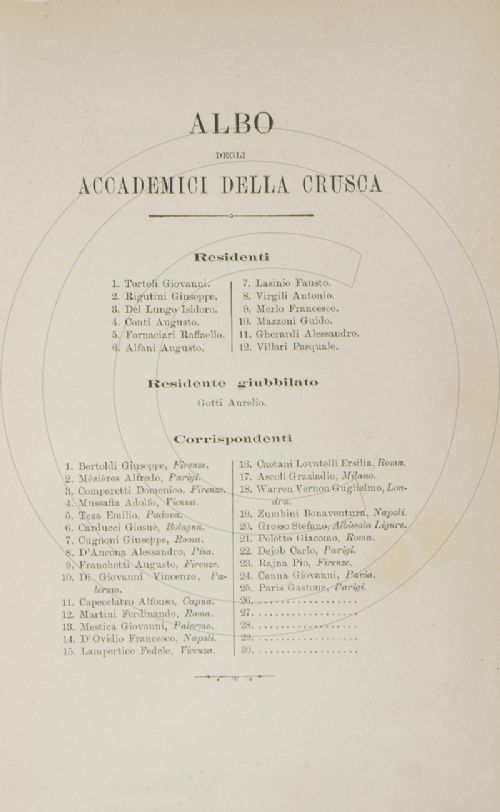 ALBO
DEGLI
ACCADEMICI DELLA CRUSCA
Residenti
1. Tortoli Giovanni.
2. Rigutini Giuseppe.
3. Del Lungo Isidoro.
4. Conti Augusto.
5. Fornaciari Raffaello.
6. Alfani Augusto.
7. Lasinio Fausto.
8. Virgili Antonio.
9. Merlo Francesco.
10. Mazzoni Guido.
11. Gherardi Alessandro.
12. Villari Pasquale.
Residente giubbilato
Gotti Aurelio.
Corrispondenti
1. Bertoldi Giuseppe, Firenze.
2. Mézières Alfredo, Parigi.
3. Comparetti Domenico, Firenze.
4. Mussafia Adolfo, Vienna.
5. Teza Emilio, Padova.
6. Carducci Giosuè, Bologna.
7. Cugnoni Giuseppe, Roma.
8. D'Ancona Alessandro, Pisa.
9. Franchetti Augusto, Firenze.
10. Di Giovanni Vincenzo, Pa-
lermo.
11. Capecelatro Alfonso, Capua.
12. Martini Ferdinando, Roma.
13. Mestica Giovanni, Palermo.
14. D'Ovidio Francesco, Napoli.
15. Lampertico Fedele, Vicenza.
16. Caetani Lovatelli Ersilia, Roma.
17. Ascoli Graziadio, Milano.
18. Warren Vernon Guglielmo, Lon-
dra.
19. Zumbini Bonaventura, Napoli.
20. Grosso Stefano, Albissola Ligure.
21. Poletto Giacomo, Roma.
22. Dejob Carlo, Parigi.
23. Rajna Pio, Firenze.
24. Canna Giovanni, Pavia.
25. Paris Gastone, Parigi.
26. . . . . . . . . . . . . . . . . . .
27. . . . . . . . . . . . . . . . . . .
28. . . . . . . . . . . . . . . . . . .
29. . . . . . . . . . . . . . . . . . .
30. . . . . . . . . . . . . . . . . . .